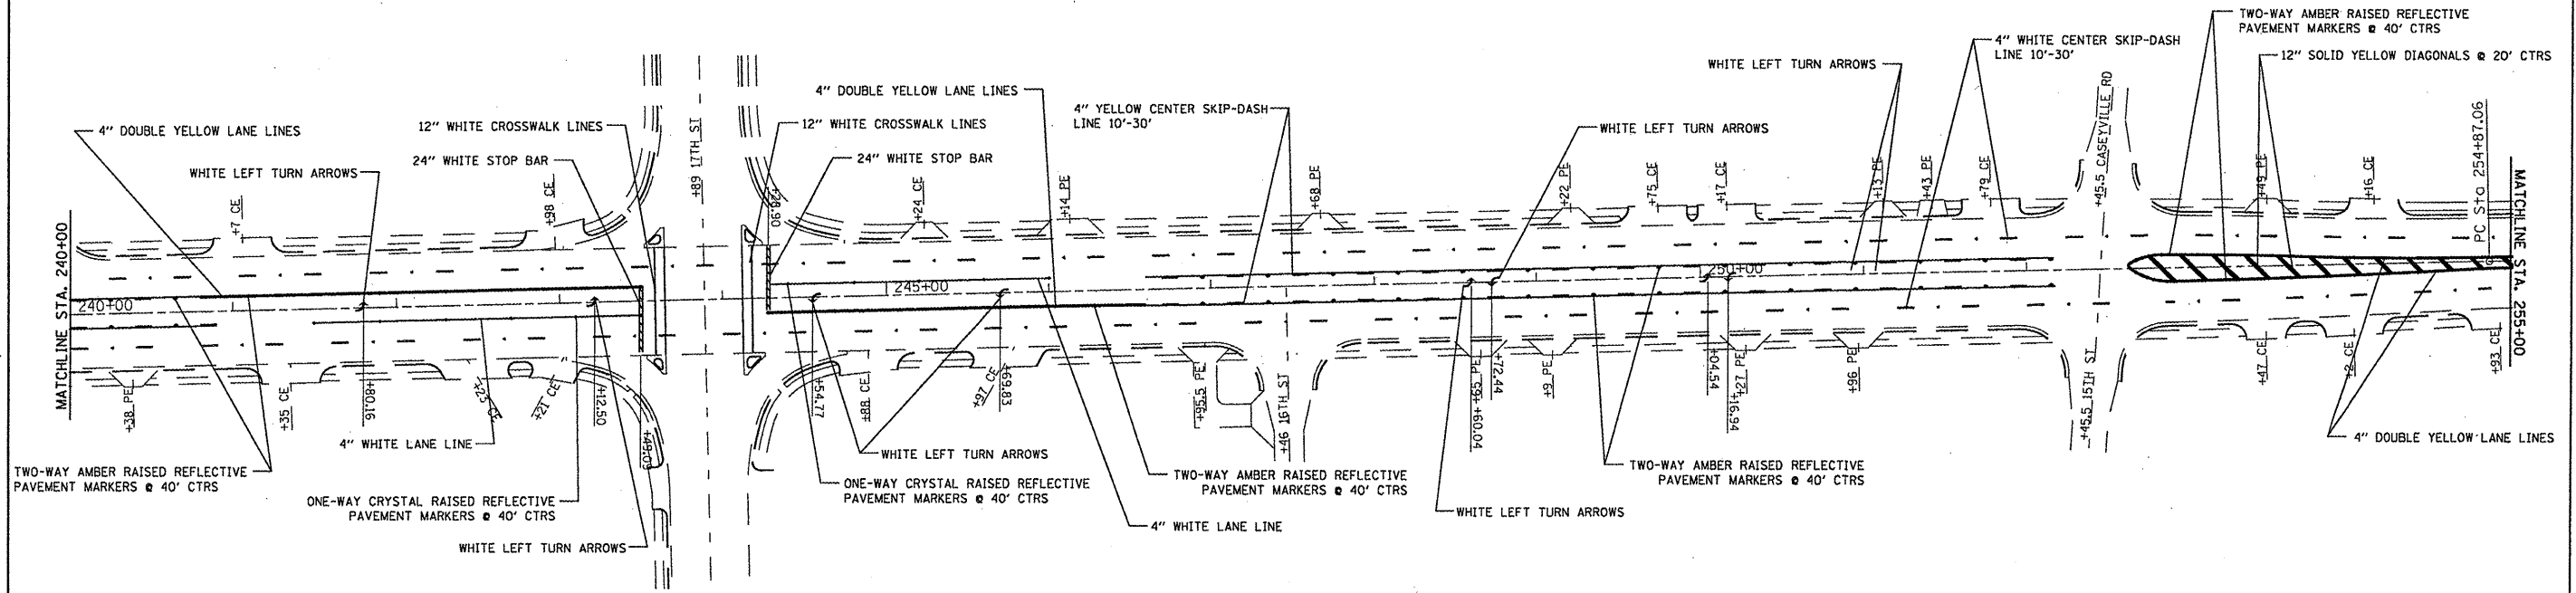 TWO-WAY AMBER RAISED REFLECTIVE
PAVEMENT MARKERS @ 40' CTRS
4" WHITE CENTER SKIP-DASH
LINE 10'-30'
12" SOLID YELLOW DIAGONALS @ 20' CTRS
WHITE LEFT TURN ARROWS
4" DOUBLE YELLOW LANE LINES
4" YELLOW CENTER SKIP-DASH
LINE 10'-30'
4" DOUBLE YELLOW LANE LINES
12" WHITE CROSSWALK LINES
12" WHITE CROSSWALK LINES
WHITE LEFT TURN ARROWS
24" WHITE STOP BAR
24" WHITE STOP BAR
WHITE LEFT TURN ARROWS
+89 17TH ST
+45.5 CASEYVILLE RD
PC Sta 254+87.06
+7 CE
+98 CE
+28.90
+24 CE
+14 PE
+68 PE
+22 PE
+75 CE
+17 CE
+13 PE
+43 PE
+79 CE
+49 PE
+16 CE
MATCHLINE STA. 240+00
240+00
245+00
250+00
MATCHLINE STA. 255+00
+38 PE
+35 CE
+80.16
+21 CE
+12.50
+49.09
+54.77
+88 CE
+69.83
+95.5 PE
+46 16TH ST
+65 PE
+60.04
+72.44
+9 PE
+04.54
+27 PE
+16.94
+96 PE
+45.5 15TH ST
+47 CE
+2 CE
+93 CE
4" WHITE LANE LINE
WHITE LEFT TURN ARROWS
4" DOUBLE YELLOW LANE LINES
TWO-WAY AMBER RAISED REFLECTIVE
PAVEMENT MARKERS @ 40' CTRS
ONE-WAY CRYSTAL RAISED REFLECTIVE
PAVEMENT MARKERS @ 40' CTRS
ONE-WAY CRYSTAL RAISED REFLECTIVE
PAVEMENT MARKERS @ 40' CTRS
TWO-WAY AMBER RAISED REFLECTIVE
PAVEMENT MARKERS @ 40' CTRS
TWO-WAY AMBER RAISED REFLECTIVE
PAVEMENT MARKERS @ 40' CTRS
WHITE LEFT TURN ARROWS
4" WHITE LANE LINE
WHITE LEFT TURN ARROWS